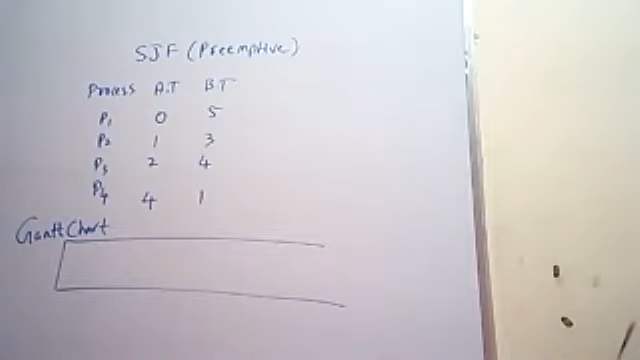 SJF (Preemptive)
Process A.T B T
P1 0 5
P2 1 3
P3 2 4
P4 4 1
Gantt Chart